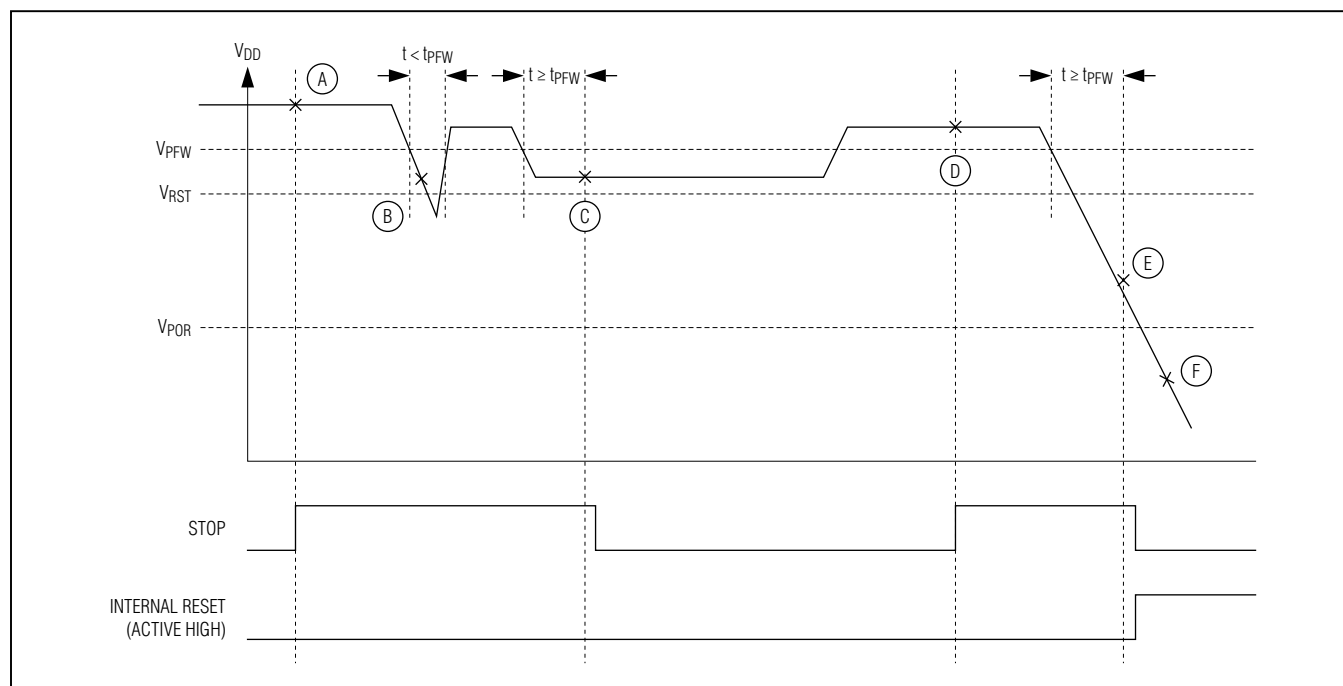 VDD
A
t < tPFW
t ≥ tPFW
t ≥ tPFW
VPFW
D
VRST
B
C
E
VPOR
F
STOP
INTERNAL RESET
(ACTIVE HIGH)